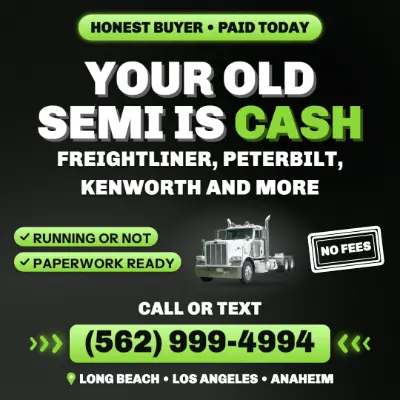 HONEST BUYER • PAID TODAY
YOUR OLD
SEMI IS CASH
FREIGHTLINER, PETERBILT,
KENWORTH AND MORE
RUNNING OR NOT
PAPERWORK READY
NO FEES
CALL OR TEXT
(562) 999-4994
LONG BEACH • LOS ANGELES • ANAHEIM